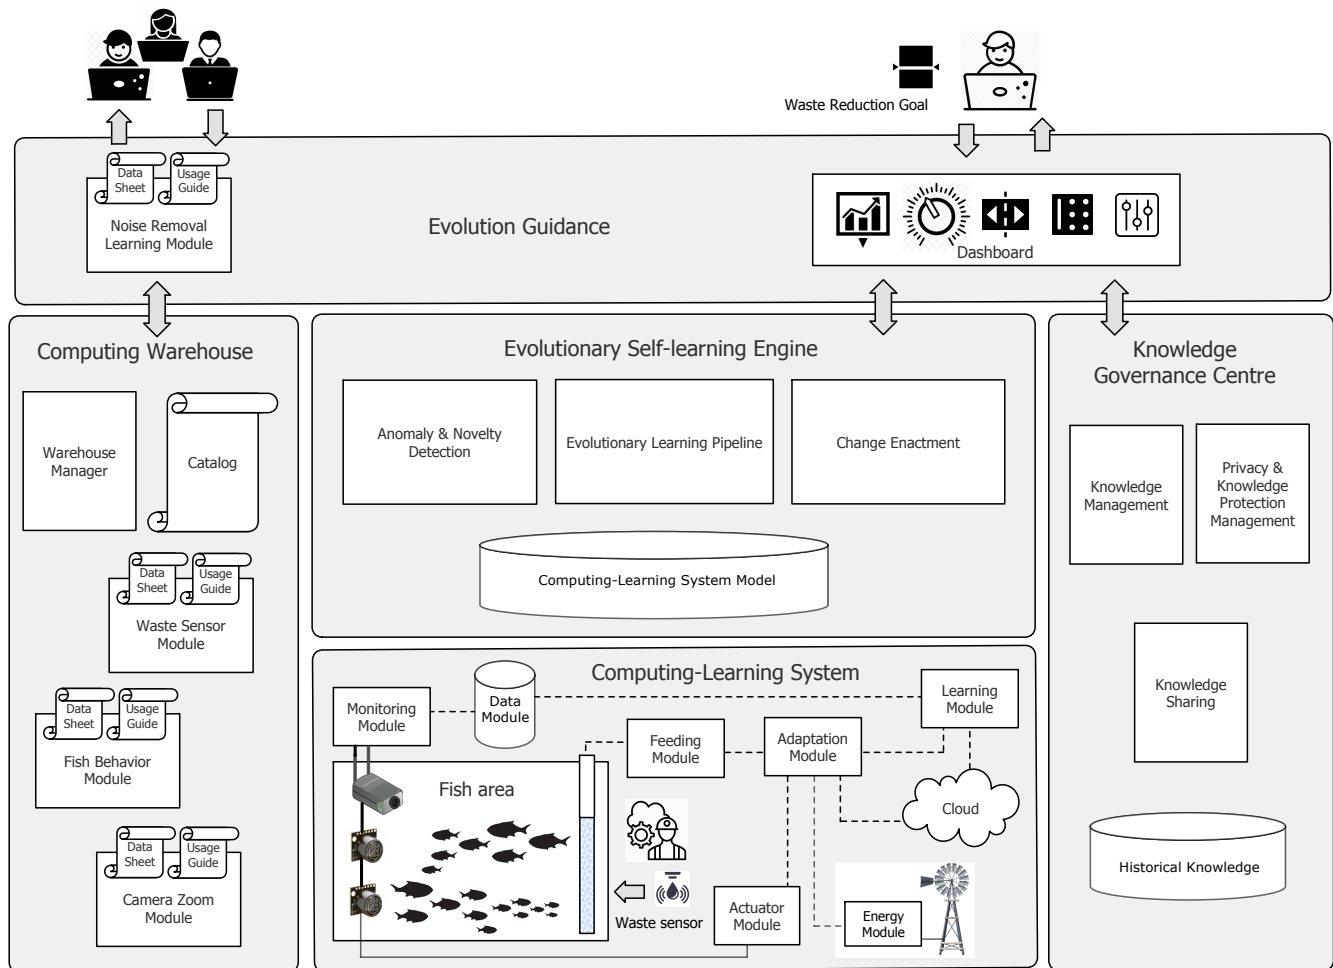 Waste Reduction Goal
Data
Sheet
Usage
Guide
Noise Removal
Learning Module
Evolution Guidance
Dashboard
Computing Warehouse
Warehouse
Manager
Catalog
Data
Sheet
Usage
Guide
Waste Sensor
Module
Data
Sheet
Usage
Guide
Fish Behavior
Module
Data
Sheet
Usage
Guide
Camera Zoom
Module
Evolutionary Self-learning Engine
Anomaly & Novelty
Detection
Evolutionary Learning Pipeline
Change Enactment
Computing-Learning System Model
Computing-Learning System
Monitoring
Module
Data
Module
Learning
Module
Feeding
Module
Adaptation
Module
Fish area
Cloud
Waste sensor
Actuator
Module
Energy
Module
Knowledge
Governance Centre
Knowledge
Management
Privacy &
Knowledge
Protection
Management
Knowledge
Sharing
Historical Knowledge